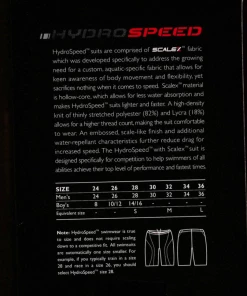 HYDROSPEED
HydroSpeed™ suits are comprised of SCALEX™ fabric
which was developed specifically to address the growing
need for a custom, aquatic-specific fabric that allows for
keen awareness of body movement and flexibility, yet
sacrifices nothing when it comes to speed. Scalex™ material
is hollow-core, which allows for less water absorption and
makes HydroSpeed™ suits lighter and faster. A high-density
knit of thinly stretched polyester (82%) and Lycra (18%)
allows for a higher thread count, making the suit comfortable
to wear. An embossed, scale-like finish and additional
water-repellant characteristics further reduce drag for
increased speed. The HydroSpeed™ with Scalex™ suit is
designed specifically for competition to help swimmers of all
abilities achieve their top level of performance and fastest times.
SIZE 24 26 28 30 32 34 36
Men's 24 26 28 30 32 34 36
Boy's 8 10/12 14/16
Equivalent size S L
Note: HydroSpeed™ swimwear is true
to size and does not require scaling
down to a competitive fit. All swimsuits
are automatically one size smaller. For
example, if you typically train in a size
28 and race in a size 26, you should
select HydroSpeed™ size 28.